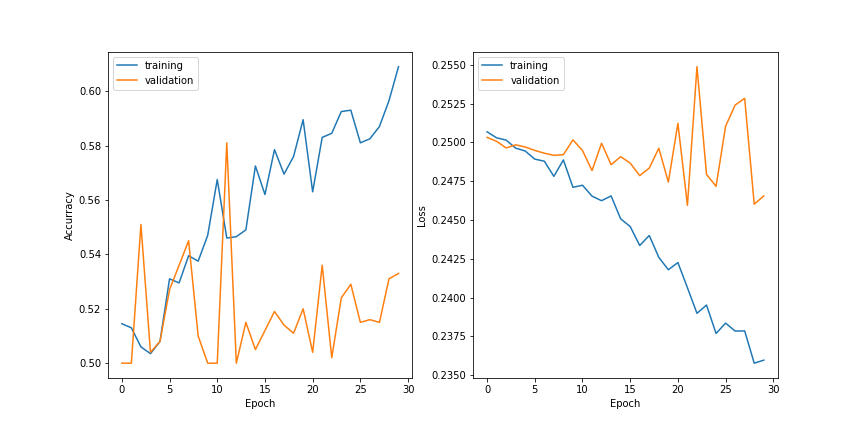 training
validation
0.60
0.58
0.56
0.54
0.52
0.50
Accurracy
0 5 10 15 20 25 30
Epoch
training
validation
0.2550
0.2525
0.2500
0.2475
0.2450
0.2425
0.2400
0.2375
0.2350
Loss
0 5 10 15 20 25 30
Epoch